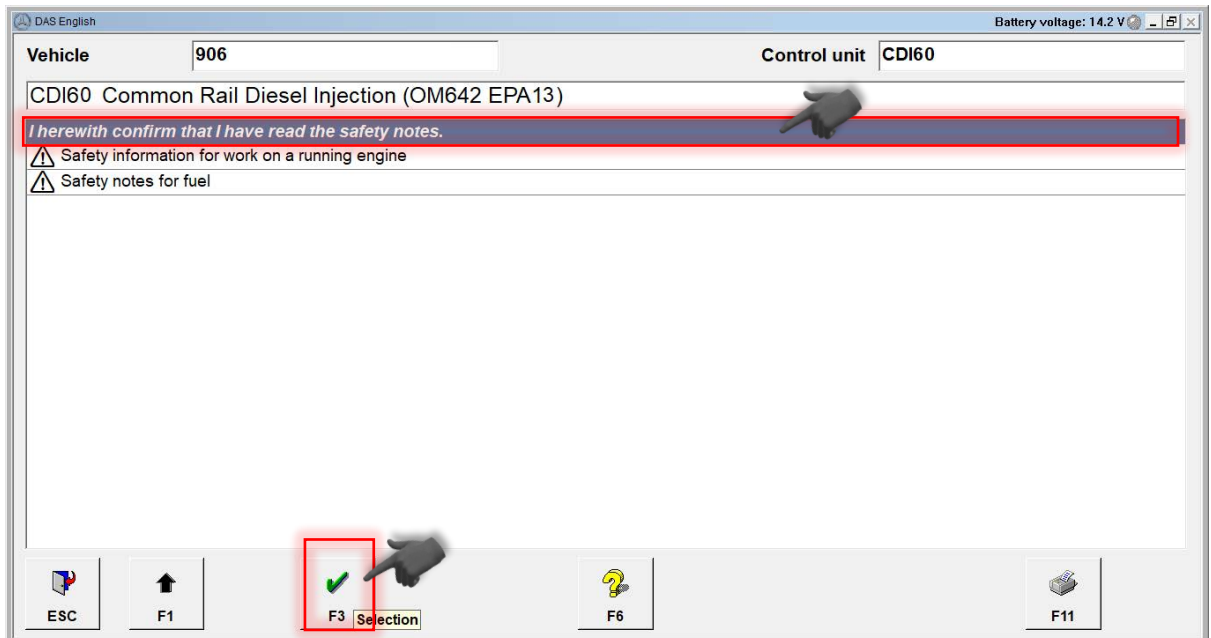 DAS English Battery voltage: 14.2 V
Vehicle 906 Control unit CDI60
CDI60 Common Rail Diesel Injection (OM642 EPA13)
I herewith confirm that I have read the safety notes.
Safety information for work on a running engine
Safety notes for fuel
ESC F1 F3 Selection F6 F11